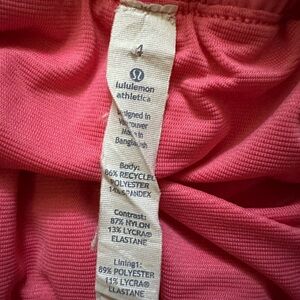 4
lululemon
athletica
Designed in
Vancouver
Made in
Bangladesh
Body:
86% RECYCLED
POLYESTER
14% SPANDEX
Contrast:
87% NYLON
13% LYCRA®
ELASTANE
Lining1:
89% POLYESTER
11% LYCRA®
ELASTANE